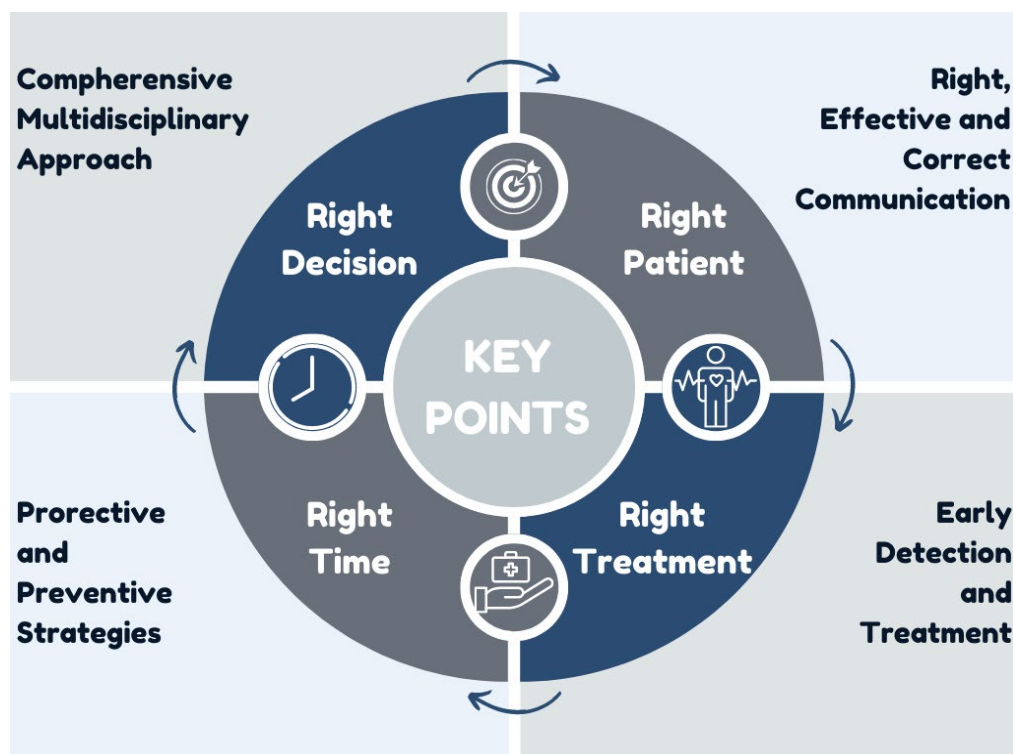 Compherensive
Multidisciplinary
Approach
Right,
Effective and
Correct
Communication
Right
Decision
Right
Patient
KEY
POINTS
Right
Time
Right
Treatment
Prorective
and
Preventive
Strategies
Early
Detection
and
Treatment